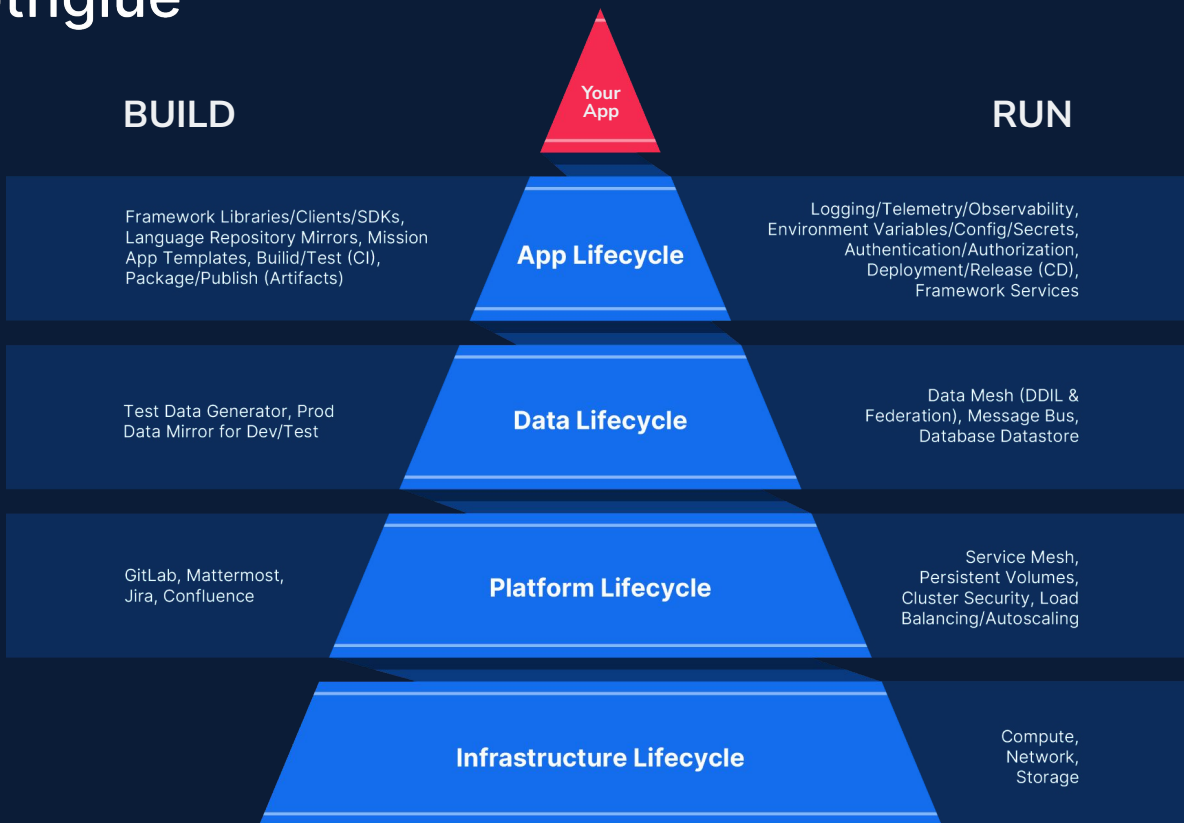 BUILD
RUN
Your
App
Framework Libraries/Clients/SDKs,
Language Repository Mirrors, Mission
App Templates, Builid/Test (CI),
Package/Publish (Artifacts)
App Lifecycle
Logging/Telemetry/Observability,
Environment Variables/Config/Secrets,
Authentication/Authorization,
Deployment/Release (CD),
Framework Services
Test Data Generator, Prod
Data Mirror for Dev/Test
Data Lifecycle
Data Mesh (DDIL &
Federation), Message Bus,
Database Datastore
GitLab, Mattermost,
Jira, Confluence
Platform Lifecycle
Service Mesh,
Persistent Volumes,
Cluster Security, Load
Balancing/Autoscaling
Infrastructure Lifecycle
Compute,
Network,
Storage